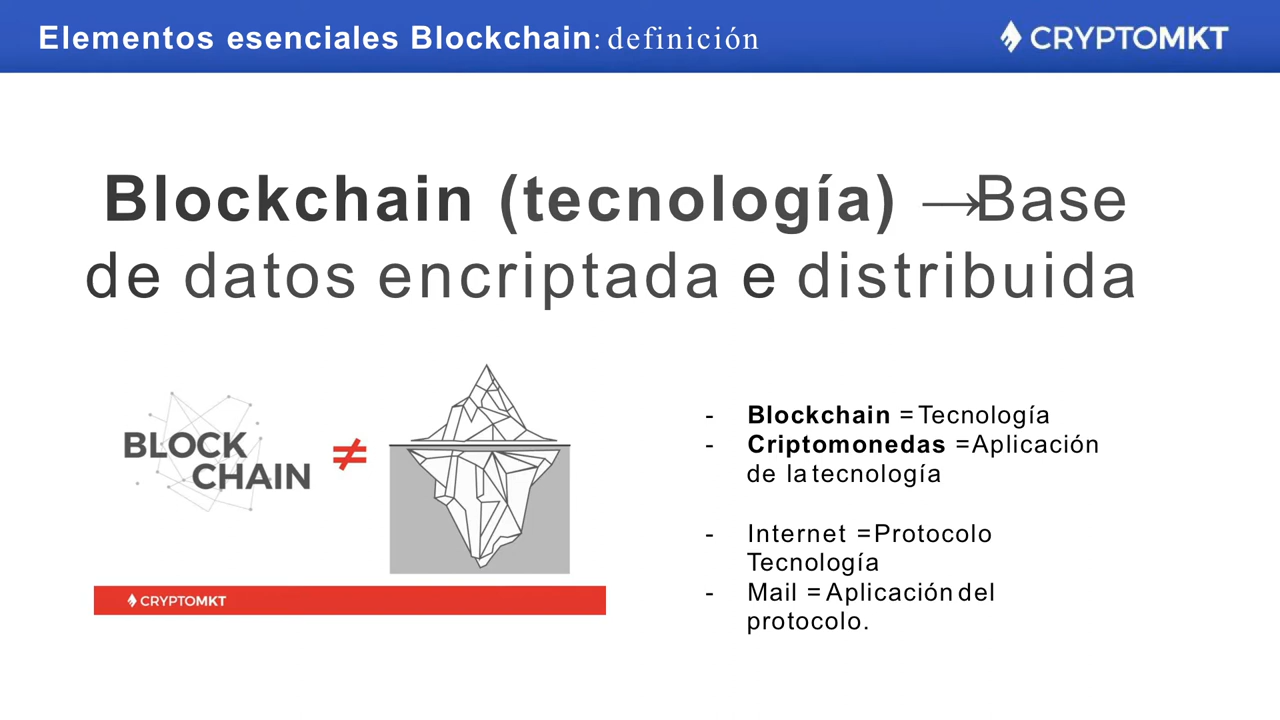 Elementos esenciales Blockchain: definición
CRYPTOMKT
Blockchain (tecnología) →Base
de datos encriptada e distribuida
BLOCK
CHAIN
≠
- Blockchain = Tecnología
- Criptomonedas =Aplicación
de la tecnología
- Internet =Protocolo
Tecnología
- Mail = Aplicación del
protocolo.
CRYPTOMKT